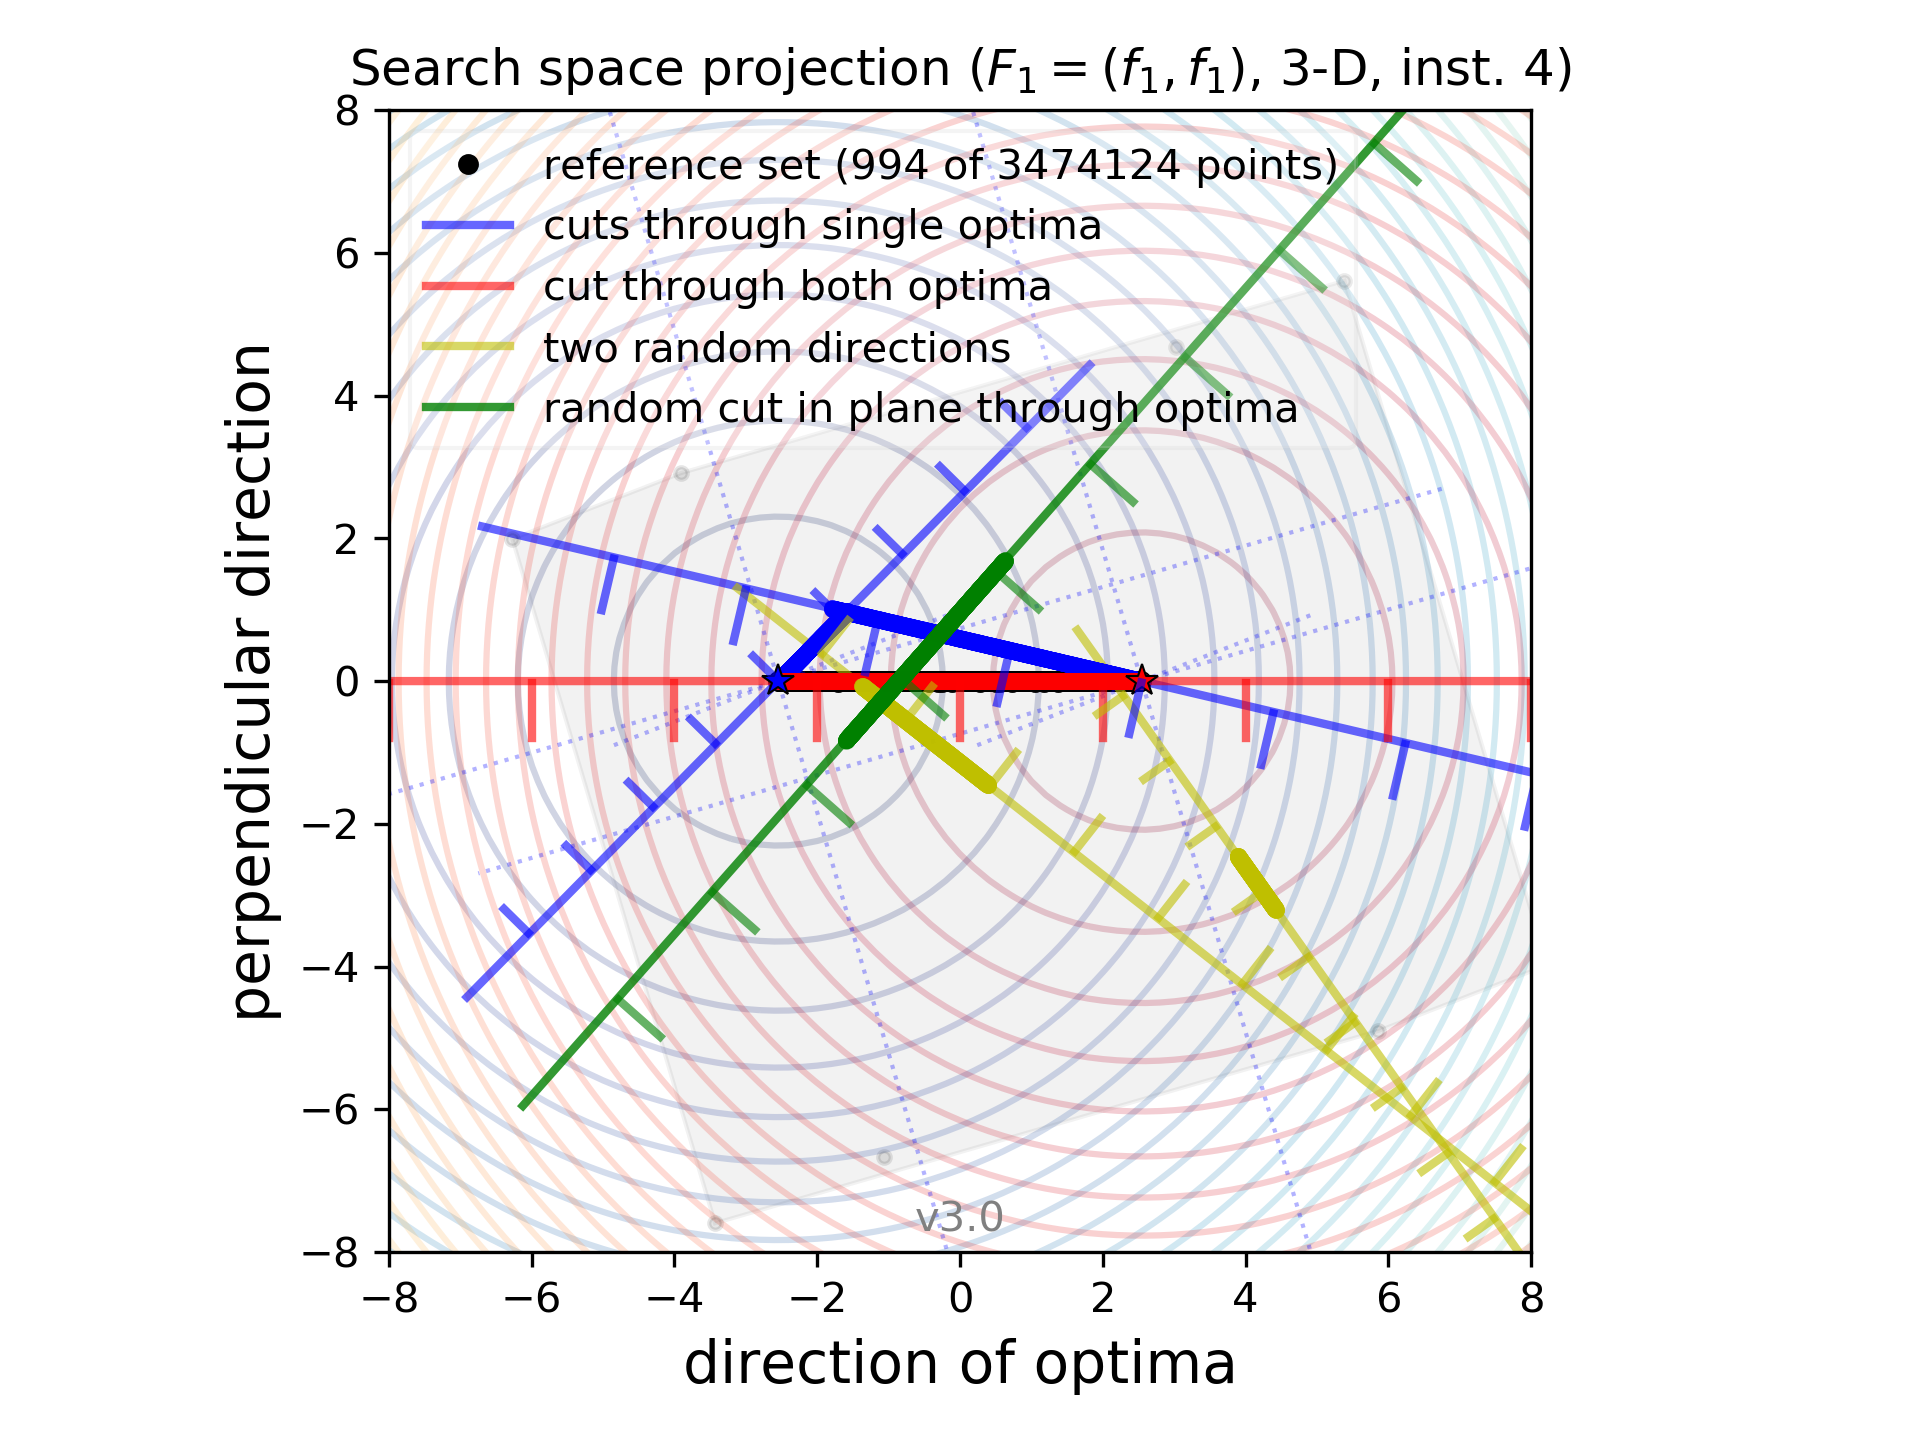 Search space projection (F₁ = (f₁, f₁), 3-D, inst. 4)
8
6
4
2
0
−2
−4
−6
−8
perpendicular direction
reference set (994 of 3474124 points)
cuts through single optima
cut through both optima
two random directions
random cut in plane through optima
v3.0
−8 −6 −4 −2 0 2 4 6 8
direction of optima